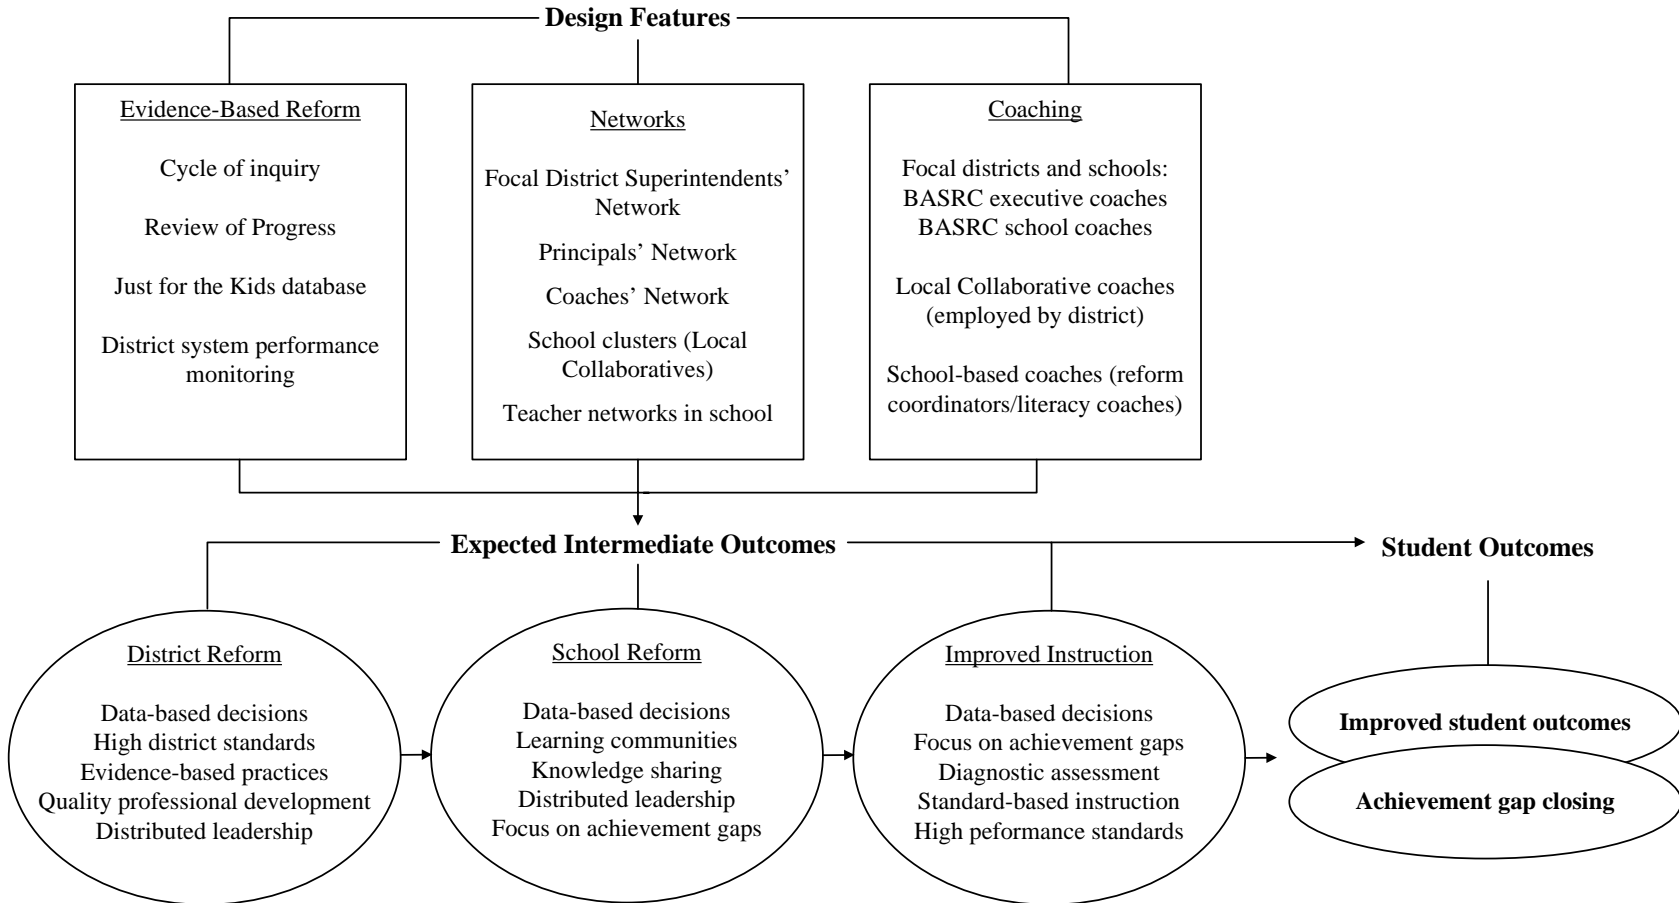 Design Features
Evidence-Based Reform
Cycle of inquiry
Review of Progress
Just for the Kids database
District system performance
monitoring
Networks
Focal District Superintendents’
Network
Principals’ Network
Coaches’ Network
School clusters (Local
Collaboratives)
Teacher networks in school
Coaching
Focal districts and schools:
BASRC executive coaches
BASRC school coaches
Local Collaborative coaches
(employed by district)
School-based coaches (reform
coordinators/literacy coaches)
Expected Intermediate Outcomes
Student Outcomes
District Reform
Data-based decisions
High district standards
Evidence-based practices
Quality professional development
Distributed leadership
School Reform
Data-based decisions
Learning communities
Knowledge sharing
Distributed leadership
Focus on achievement gaps
Improved Instruction
Data-based decisions
Focus on achievement gaps
Diagnostic assessment
Standard-based instruction
High peformance standards
Improved student outcomes
Achievement gap closing